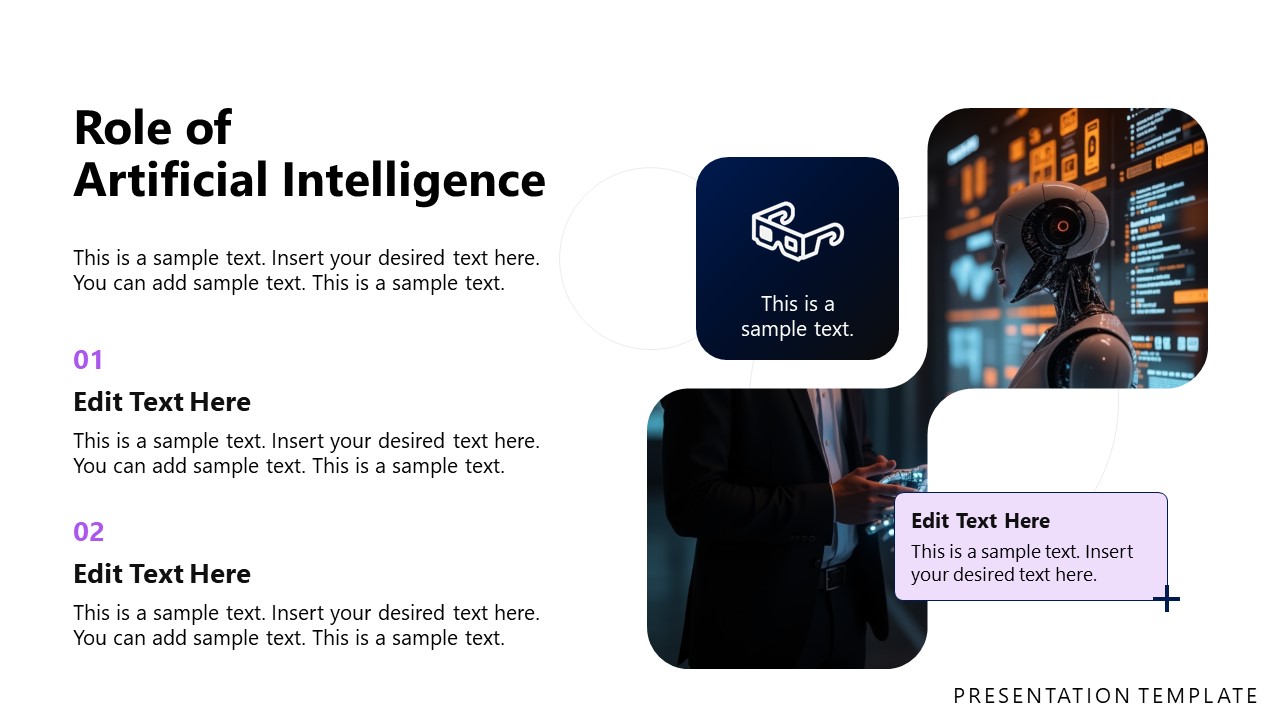 Role of
Artificial Intelligence
This is a sample text. Insert your desired text here.
You can add sample text. This is a sample text.
01
Edit Text Here
This is a sample text. Insert your desired text here.
You can add sample text. This is a sample text.
02
Edit Text Here
This is a sample text. Insert your desired text here.
You can add sample text. This is a sample text.
This is a
sample text.
Edit Text Here
This is a sample text. Insert
your desired text here.
PRESENTATION TEMPLATE